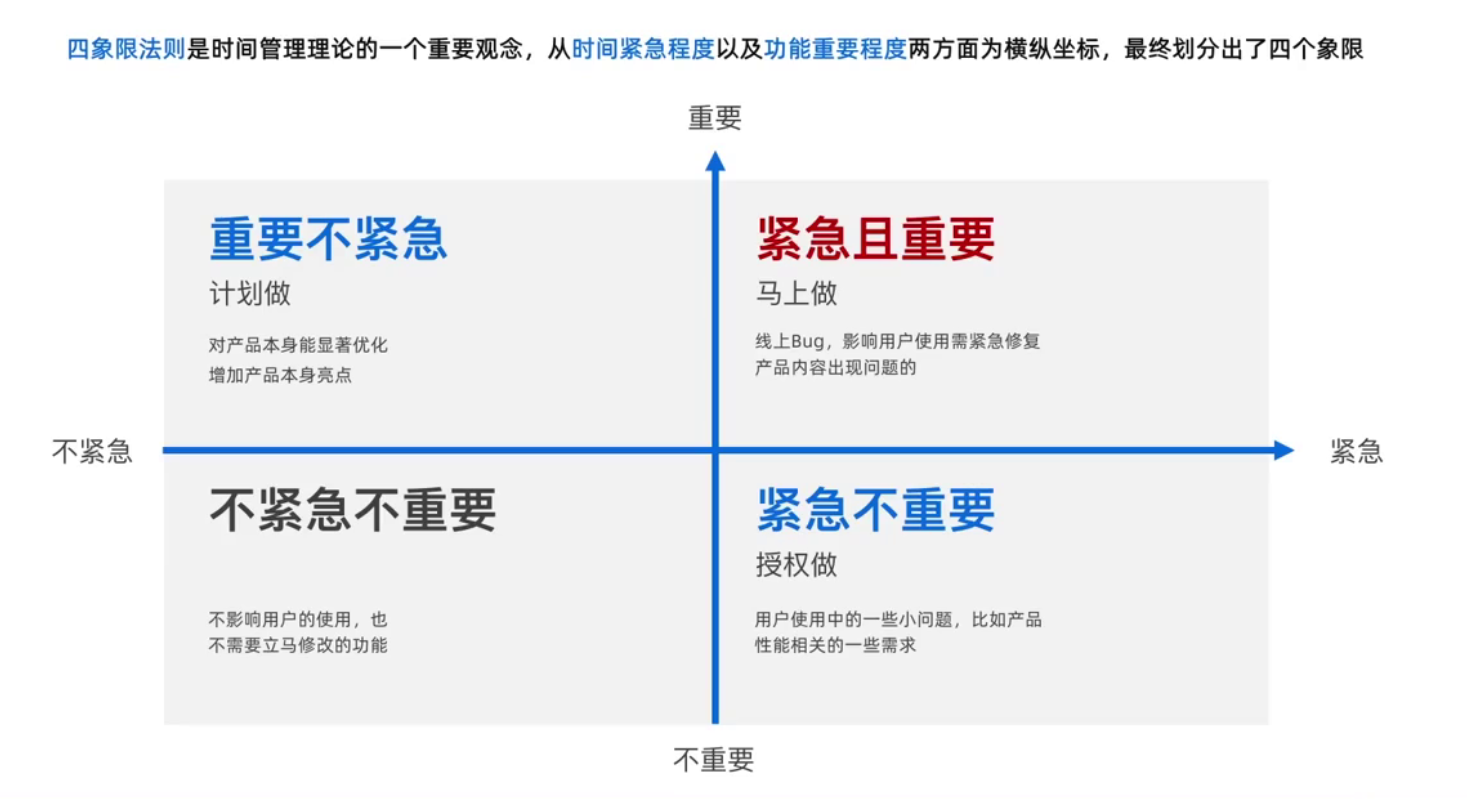 四象限法则是时间管理理论的一个重要观念，从时间紧急程度以及功能重要程度两方面为横纵坐标，最终划分出了四个象限
重要
重要不紧急
计划做
对产品本身能显著优化
增加产品本身亮点
紧急且重要
马上做
线上Bug，影响用户使用需紧急修复
产品内容出现问题的
不紧急
紧急
不紧急不重要
不影响用户的使用，也
不需要立马修改的功能
紧急不重要
授权做
用户使用中的一些小问题，比如产品
性能相关的一些需求
不重要